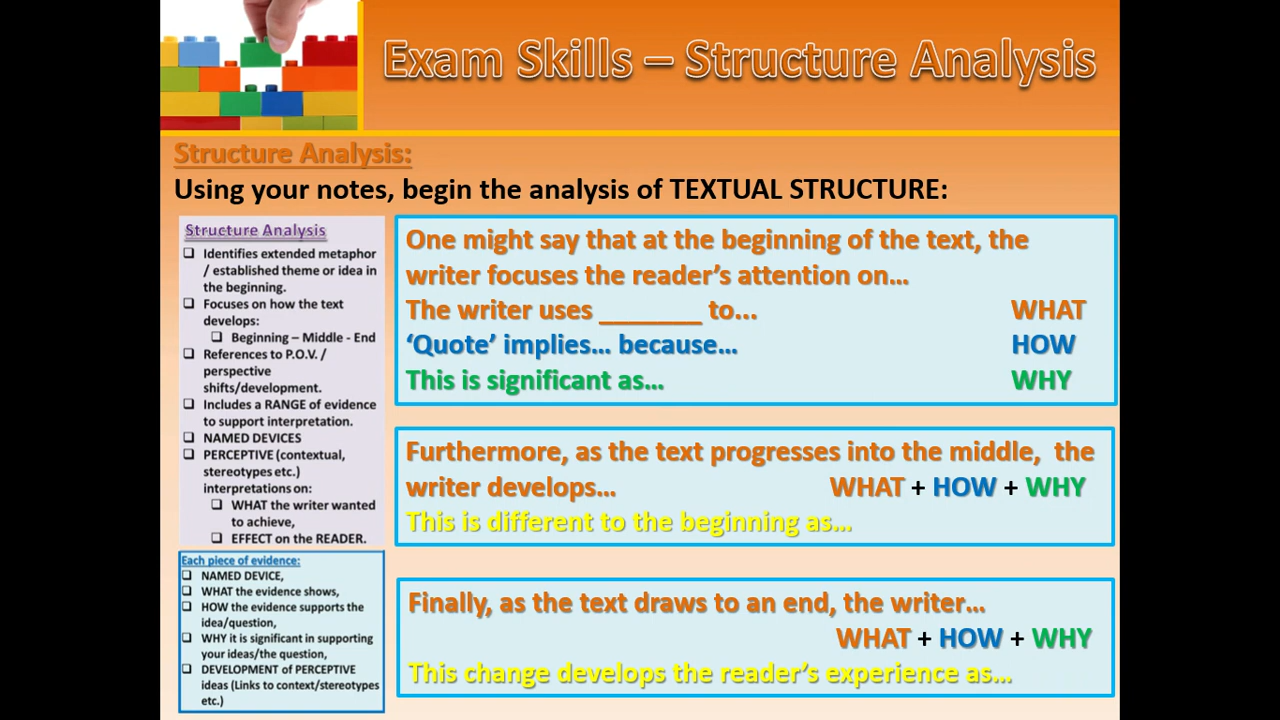 Exam Skills – Structure Analysis
Structure Analysis:
Using your notes, begin the analysis of TEXTUAL STRUCTURE:
Structure Analysis
❑ Identifies extended metaphor
/ established theme or idea in
the beginning.
❑ Focuses on how the text
develops:
❑ Beginning – Middle - End
❑ References to P.O.V. /
perspective
shifts/development.
❑ Includes a RANGE of evidence
to support interpretation.
❑ NAMED DEVICES
❑ PERCEPTIVE (contextual,
stereotypes etc.)
interpretations on:
❑ WHAT the writer wanted
to achieve,
❑ EFFECT on the READER.
Each piece of evidence:
❑ NAMED DEVICE,
❑ WHAT the evidence shows,
❑ HOW the evidence supports the
idea/question,
❑ WHY it is significant in supporting
your ideas/the question,
❑ DEVELOPMENT of PERCEPTIVE
ideas (Links to context/stereotypes
etc.)
One might say that at the beginning of the text, the
writer focuses the reader's attention on…
The writer uses _______ to... WHAT
‘Quote’ implies… because… HOW
This is significant as… WHY
Furthermore, as the text progresses into the middle, the
writer develops… WHAT + HOW + WHY
This is different to the beginning as…
Finally, as the text draws to an end, the writer…
WHAT + HOW + WHY
This change develops the reader's experience as…